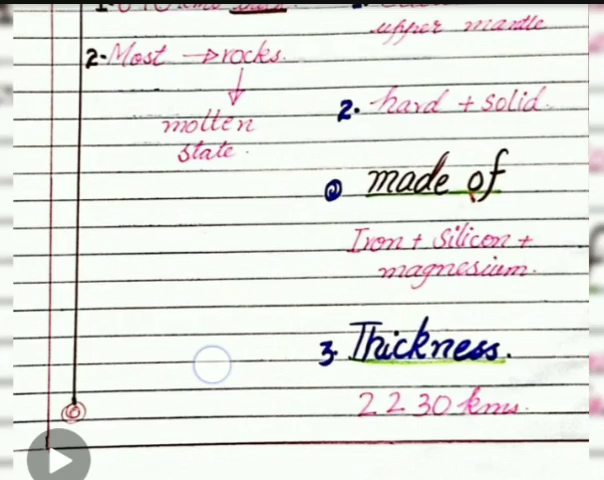 2. Most → rocks.
↓
molten
state.
upper mantle
2. hard + solid.
made of
Iron + Silicon +
magnesium.
3. Thickness.
2230 kms.